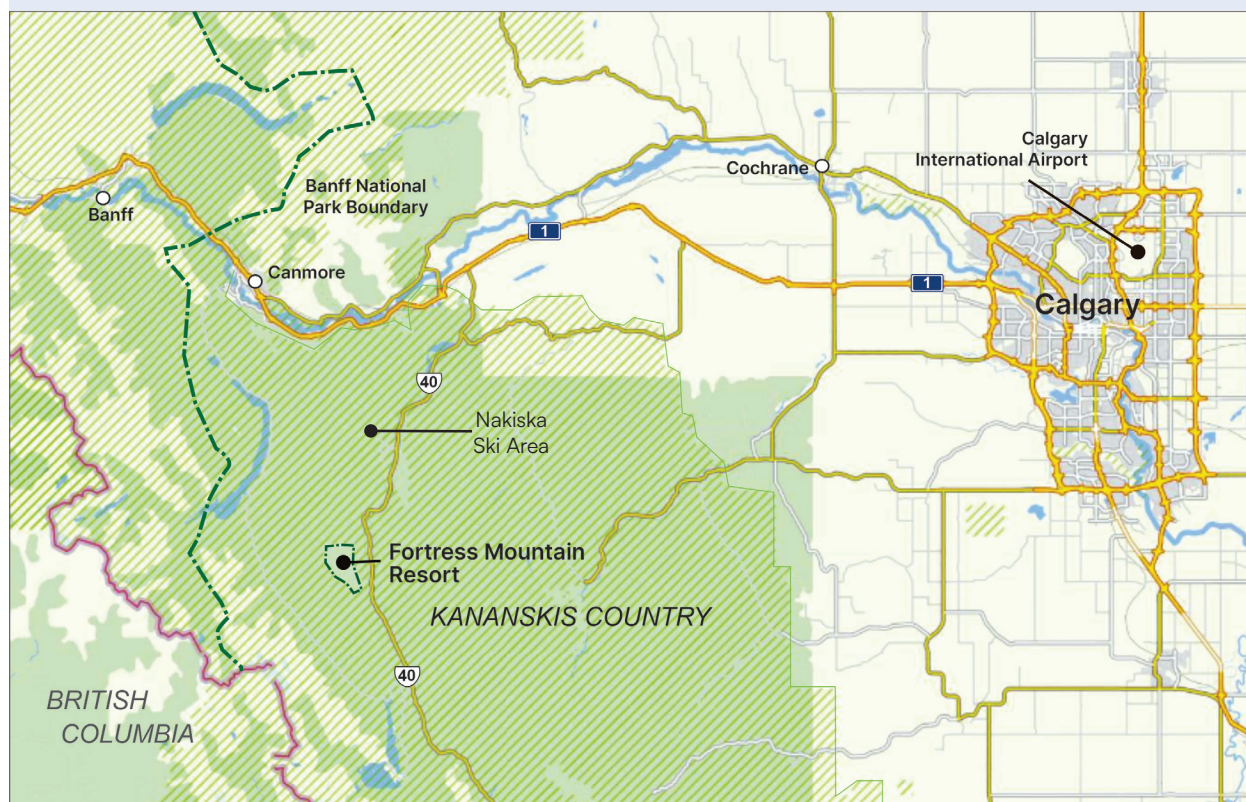 Calgary
International Airport
Cochrane
Banff National
Park Boundary
Banff
1
Canmore
1
Calgary
40
Nakiska
Ski Area
Fortress Mountain
Resort
KANANSKIS COUNTRY
40
BRITISH
COLUMBIA